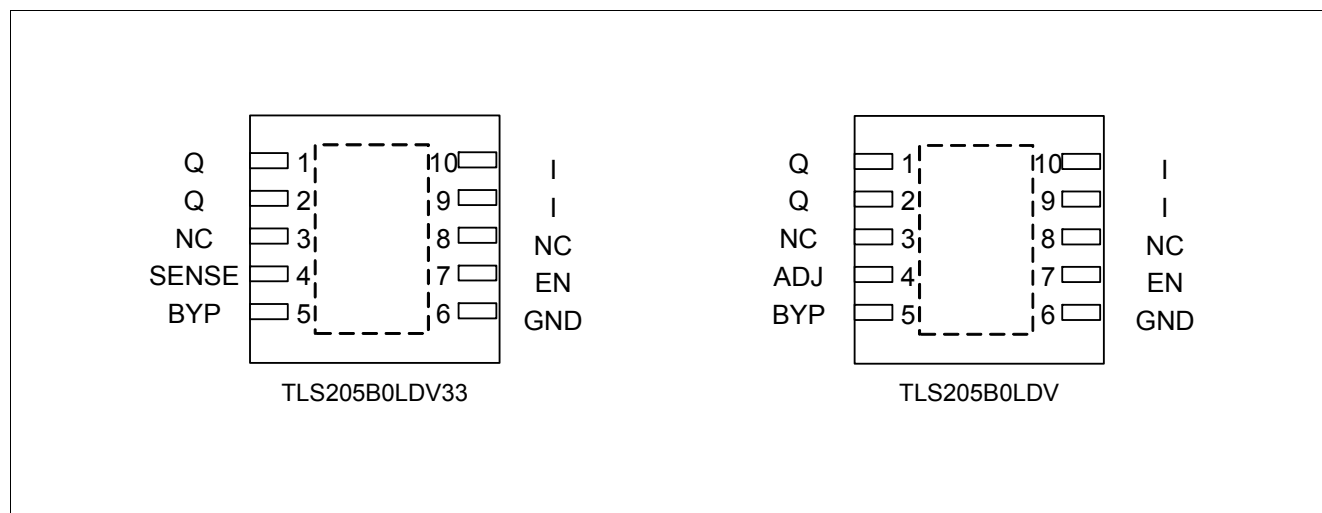 Q 1 10 I
Q 2 9 I
NC 3 8 NC
SENSE 4 7 EN
BYP 5 6 GND
TLS205B0LDV33
Q 1 10 I
Q 2 9 I
NC 3 8 NC
ADJ 4 7 EN
BYP 5 6 GND
TLS205B0LDV